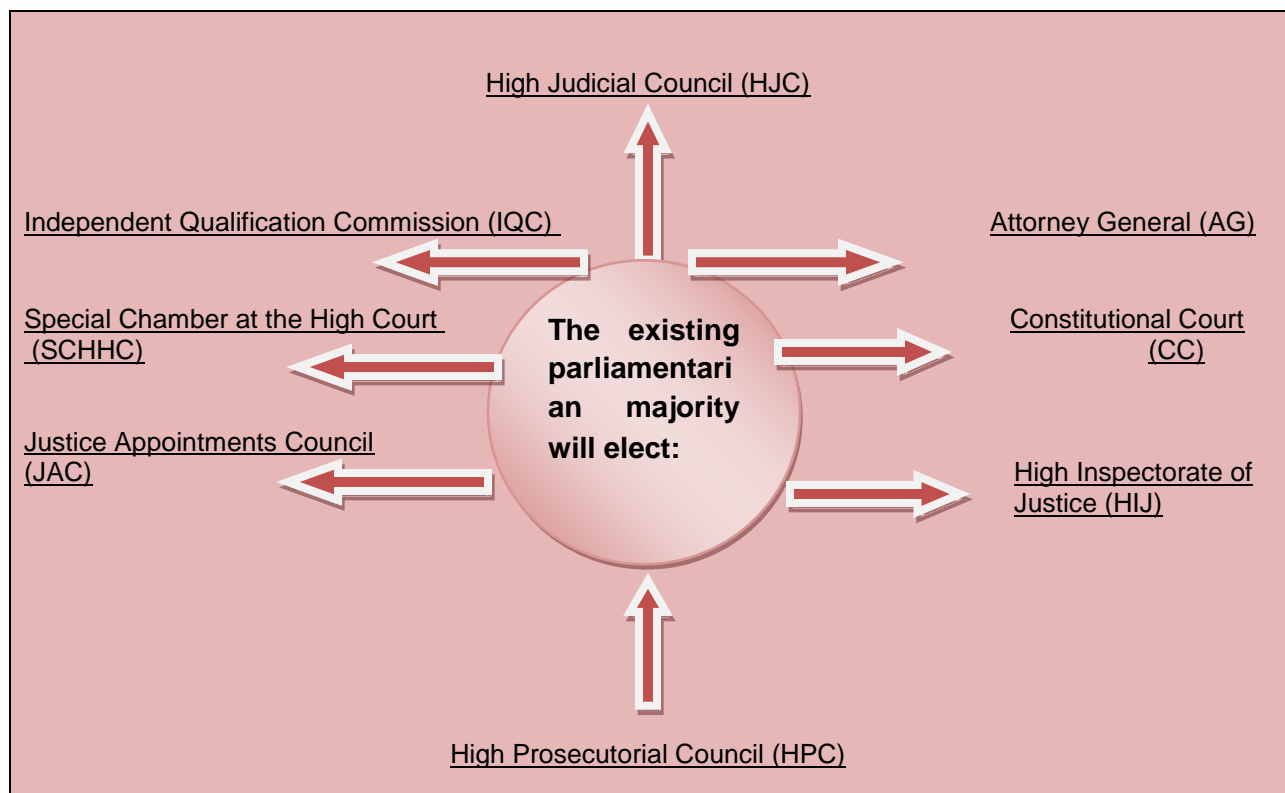 High Judicial Council (HJC)
Independent Qualification Commission (IQC)
Attorney General (AG)
Special Chamber at the High Court
(SCHHC)
Constitutional Court
(CC)
The existing
parliamentari
an majority
will elect:
Justice Appointments Council
(JAC)
High Inspectorate of
Justice (HIJ)
High Prosecutorial Council (HPC)